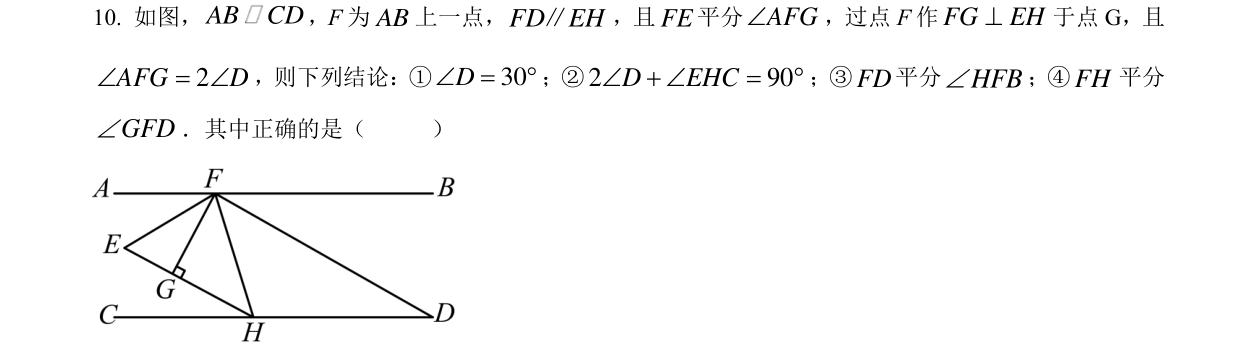 10. 如图，AB ▱ CD，F为AB上一点，FD∥EH，且FE平分∠AFG，过点F作FG⊥EH于点G，且
∠AFG=2∠D，则下列结论：①∠D=30°；②2∠D+∠EHC=90°；③FD平分∠HFB；④FH平分
∠GFD．其中正确的是（ ）
A F B
E
G
C H D